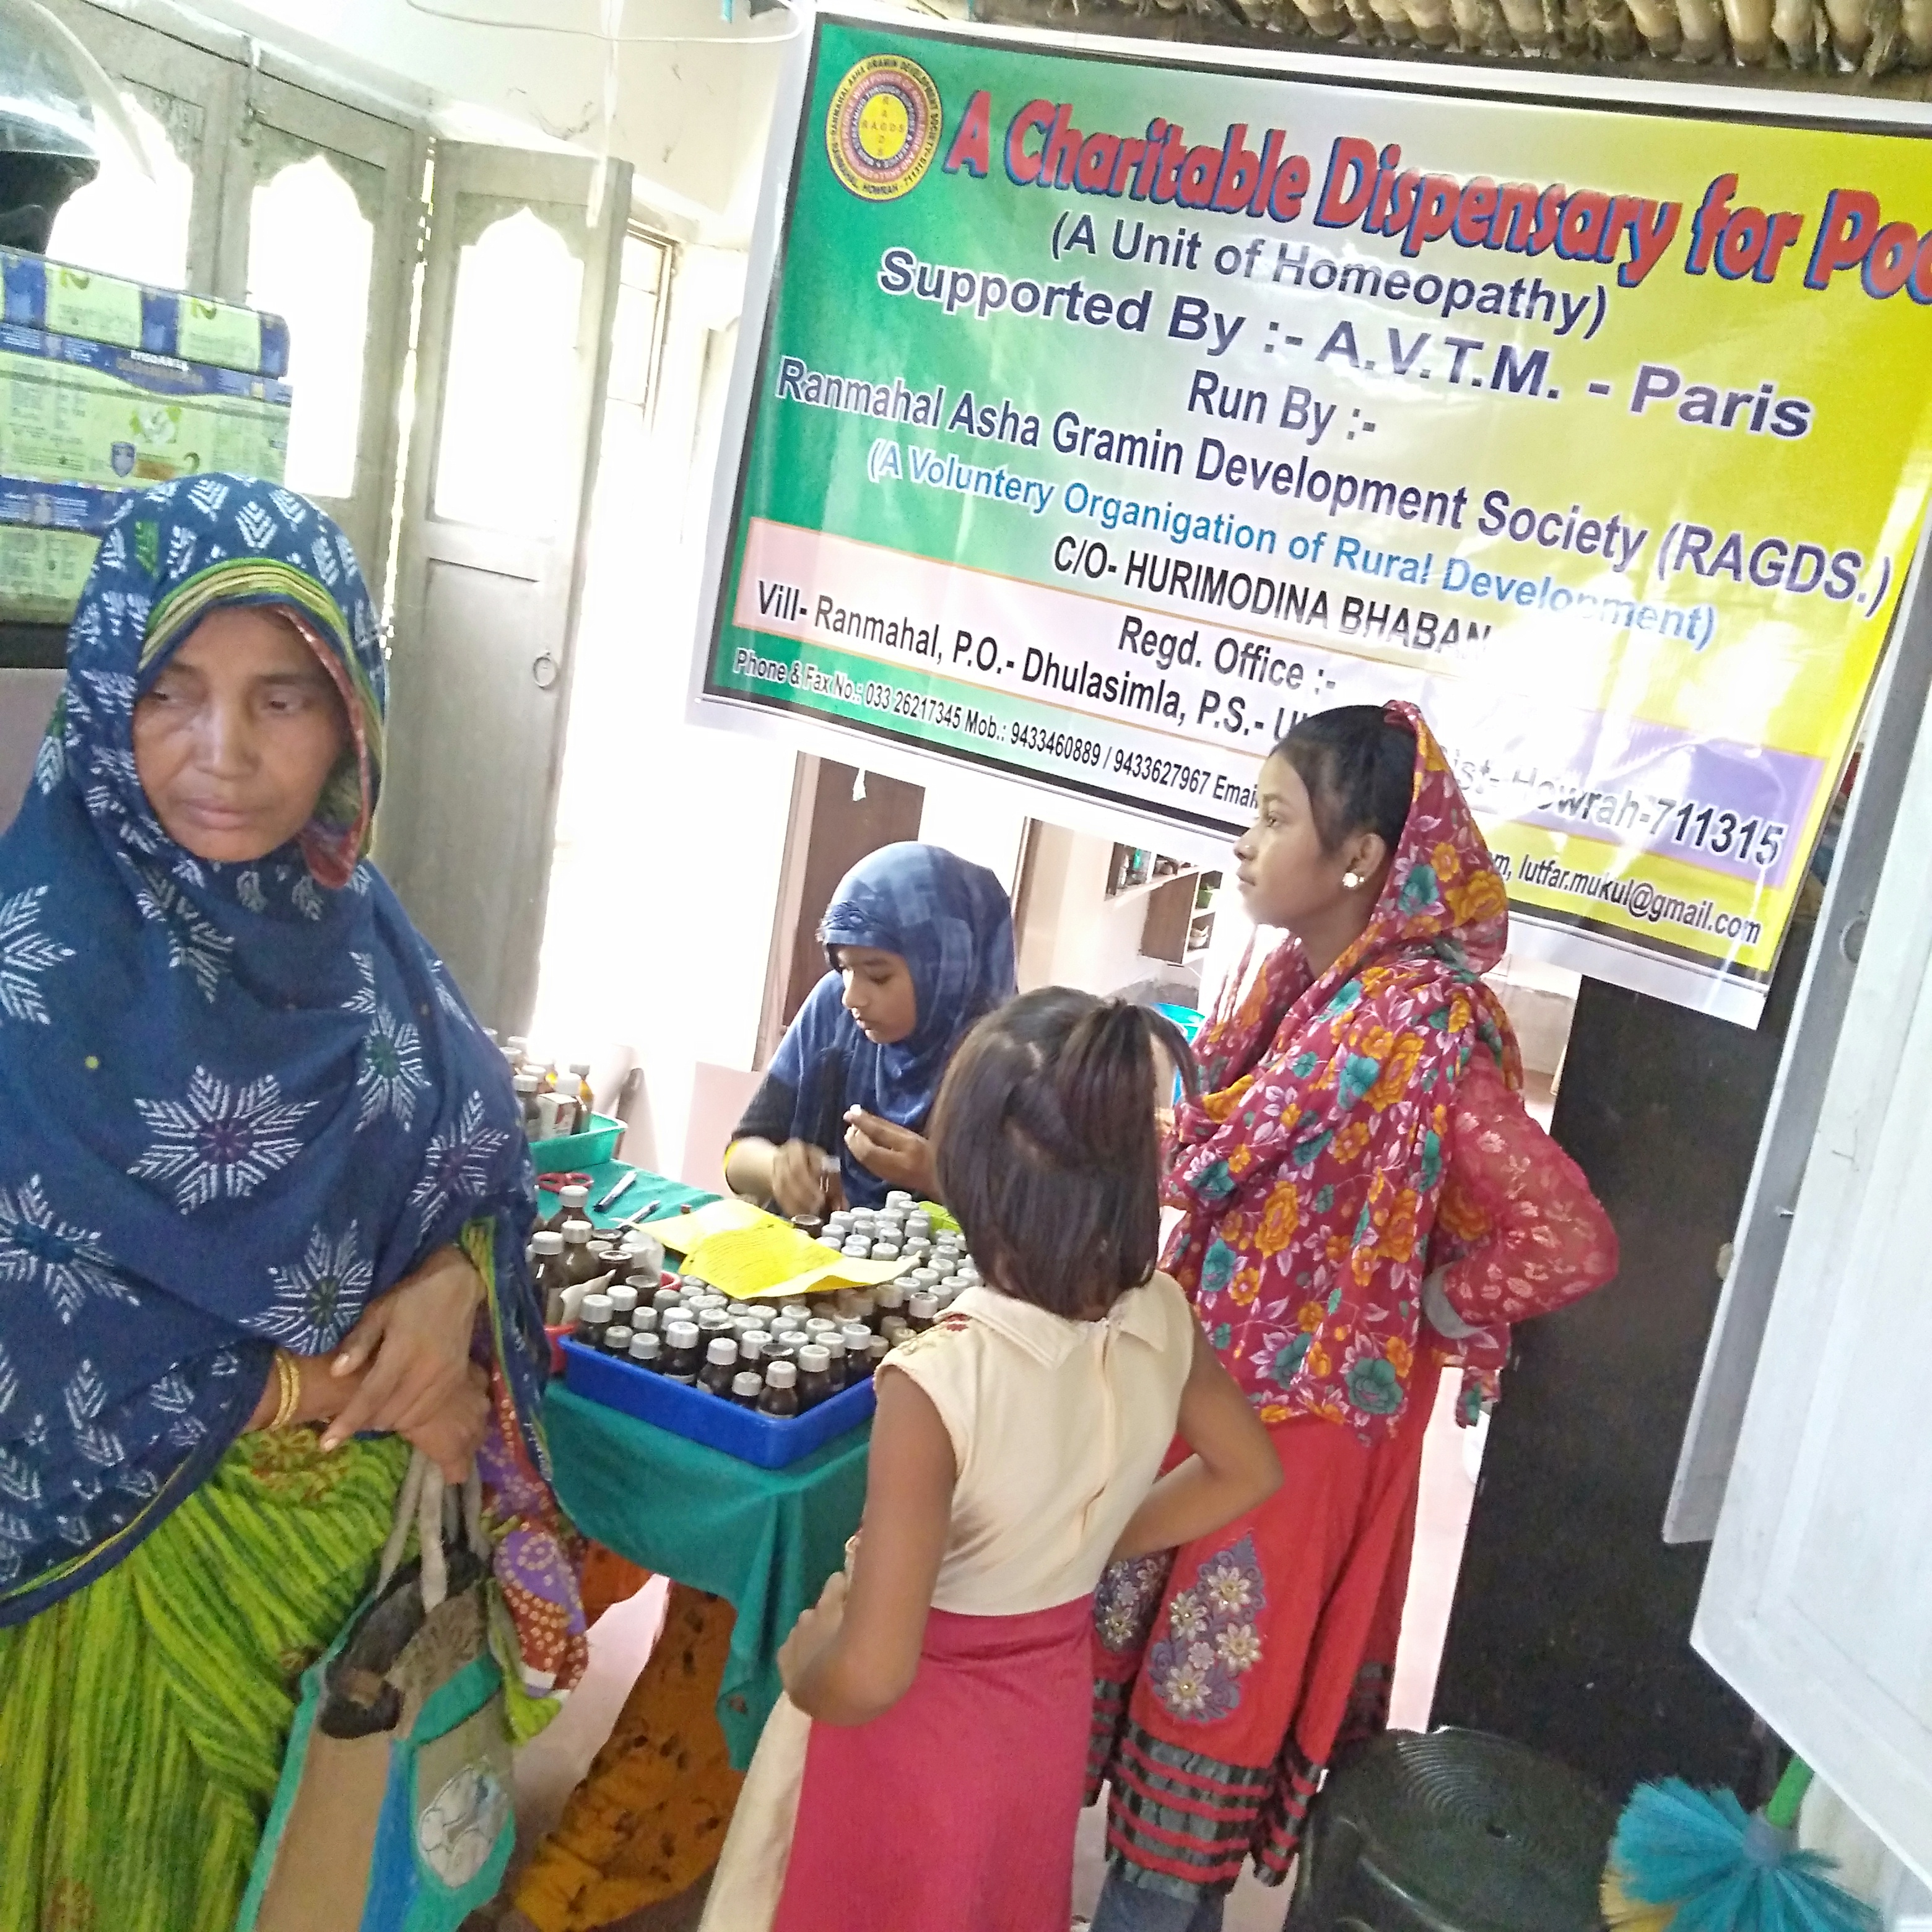 A Charitable Dispensary for
(A Unit of Homeopathy)
Supported By :- A.V.T.M. - Paris
Run By :-
Ranmahal Asha Gramin Development Society (RAGDS.)
(A Voluntery Organigation of Rural Development)
C/O- HURIMODINA BHABAN
Regd. Office :-
Vill- Ranmahal, P.O.- Dhulasimla, P.S.- Howrah-711315
Phone & Fax No.: 033 26217345 Mob.: 9433460889 / 9433627967 lutfar.mukul@gmail.com
RAGDS